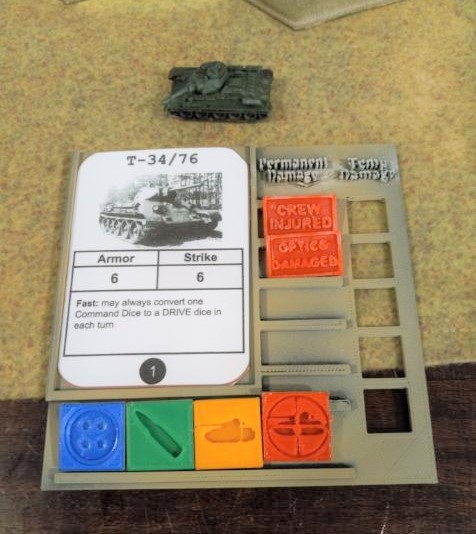 T-34/76
Permanent Damage
Temp Damage
Armor Strike
6 6
Fast: may always convert one
Command Dice to a DRIVE dice in
each turn
1
CREW
INJURED
OPTICS
DAMAGED